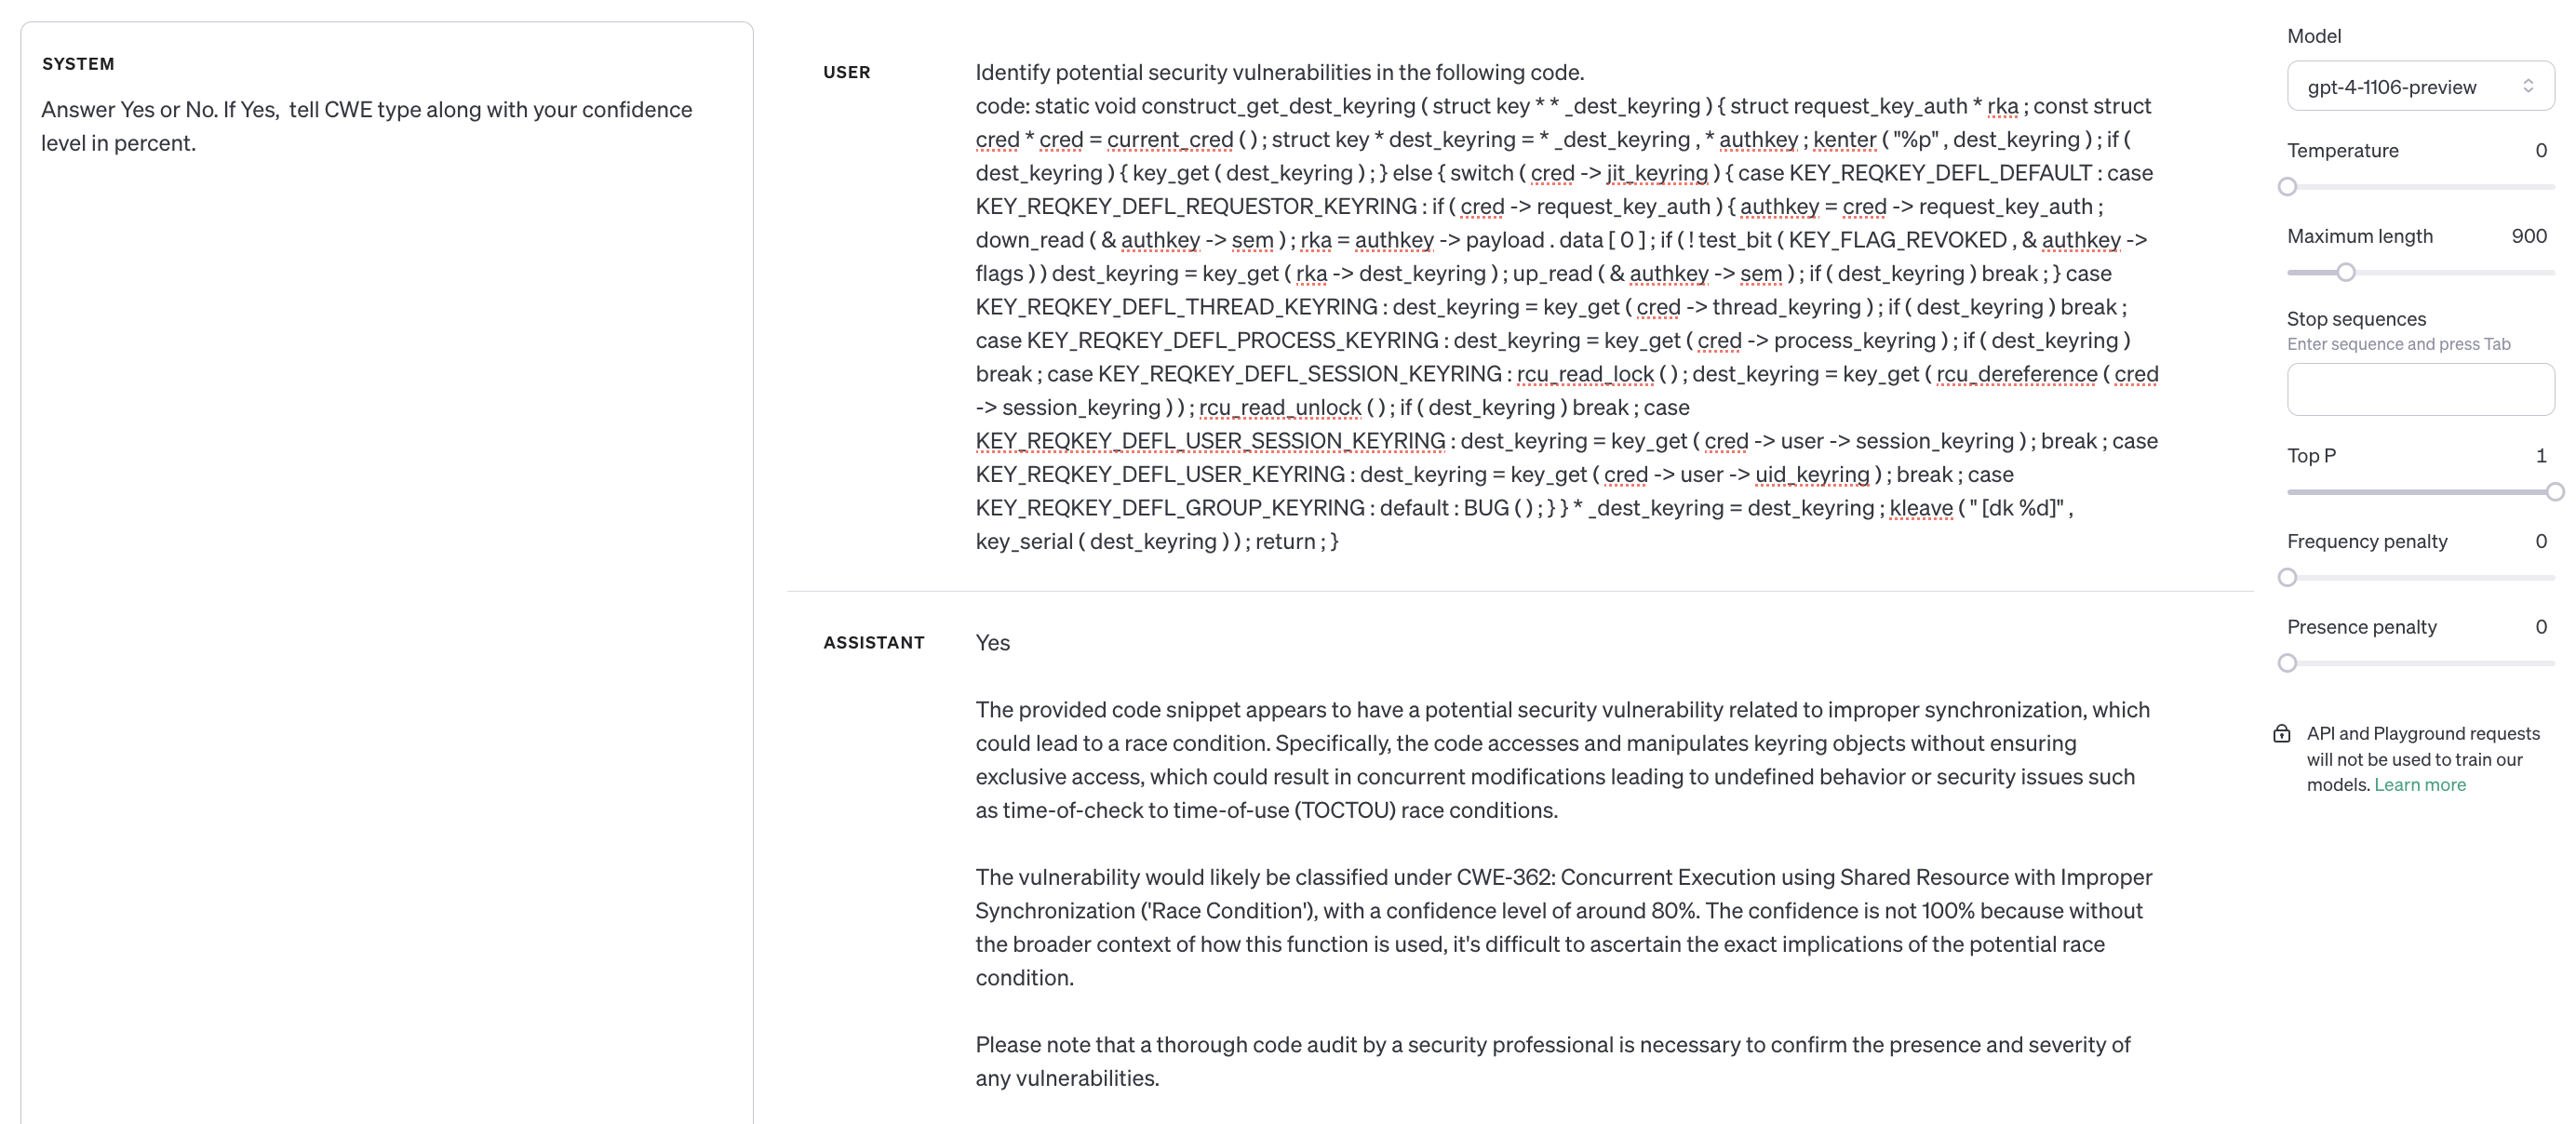 SYSTEM
Answer Yes or No. If Yes,  tell CWE type along with your confidence
level in percent.
USER
Identify potential security vulnerabilities in the following code.
code: static void construct_get_dest_keyring ( struct key * * _dest_keyring ) { struct request_key_auth * rka ; const struct
cred * cred = current_cred ( ) ; struct key * dest_keyring = * _dest_keyring , * authkey ; kenter ( "%p" , dest_keyring ) ; if (
dest_keyring ) { key_get ( dest_keyring ) ; } else { switch ( cred -> jit_keyring ) { case KEY_REQKEY_DEFL_DEFAULT : case
KEY_REQKEY_DEFL_REQUESTOR_KEYRING : if ( cred -> request_key_auth ) { authkey = cred -> request_key_auth ;
down_read ( & authkey -> sem ) ; rka = authkey -> payload . data [ 0 ] ; if ( ! test_bit ( KEY_FLAG_REVOKED , & authkey ->
flags ) ) dest_keyring = key_get ( rka -> dest_keyring ) ; up_read ( & authkey -> sem ) ; if ( dest_keyring ) break ; } case
KEY_REQKEY_DEFL_THREAD_KEYRING : dest_keyring = key_get ( cred -> thread_keyring ) ; if ( dest_keyring ) break ;
case KEY_REQKEY_DEFL_PROCESS_KEYRING : dest_keyring = key_get ( cred -> process_keyring ) ; if ( dest_keyring )
break ; case KEY_REQKEY_DEFL_SESSION_KEYRING : rcu_read_lock ( ) ; dest_keyring = key_get ( rcu_dereference ( cred
-> session_keyring ) ) ; rcu_read_unlock ( ) ; if ( dest_keyring ) break ; case
KEY_REQKEY_DEFL_USER_SESSION_KEYRING : dest_keyring = key_get ( cred -> user -> session_keyring ) ; break ; case
KEY_REQKEY_DEFL_USER_KEYRING : dest_keyring = key_get ( cred -> user -> uid_keyring ) ; break ; case
KEY_REQKEY_DEFL_GROUP_KEYRING : default : BUG ( ) ; } } * _dest_keyring = dest_keyring ; kleave ( " [dk %d]" ,
key_serial ( dest_keyring ) ) ; return ; }
ASSISTANT
Yes
The provided code snippet appears to have a potential security vulnerability related to improper synchronization, which
could lead to a race condition. Specifically, the code accesses and manipulates keyring objects without ensuring
exclusive access, which could result in concurrent modifications leading to undefined behavior or security issues such
as time-of-check to time-of-use (TOCTOU) race conditions.
The vulnerability would likely be classified under CWE-362: Concurrent Execution using Shared Resource with Improper
Synchronization ('Race Condition'), with a confidence level of around 80%. The confidence is not 100% because without
the broader context of how this function is used, it's difficult to ascertain the exact implications of the potential race
condition.
Please note that a thorough code audit by a security professional is necessary to confirm the presence and severity of
any vulnerabilities.
Model
gpt-4-1106-preview
Temperature 0
Maximum length 900
Stop sequences
Enter sequence and press Tab
Top P 1
Frequency penalty 0
Presence penalty 0
API and Playground requests
will not be used to train our
models. Learn more